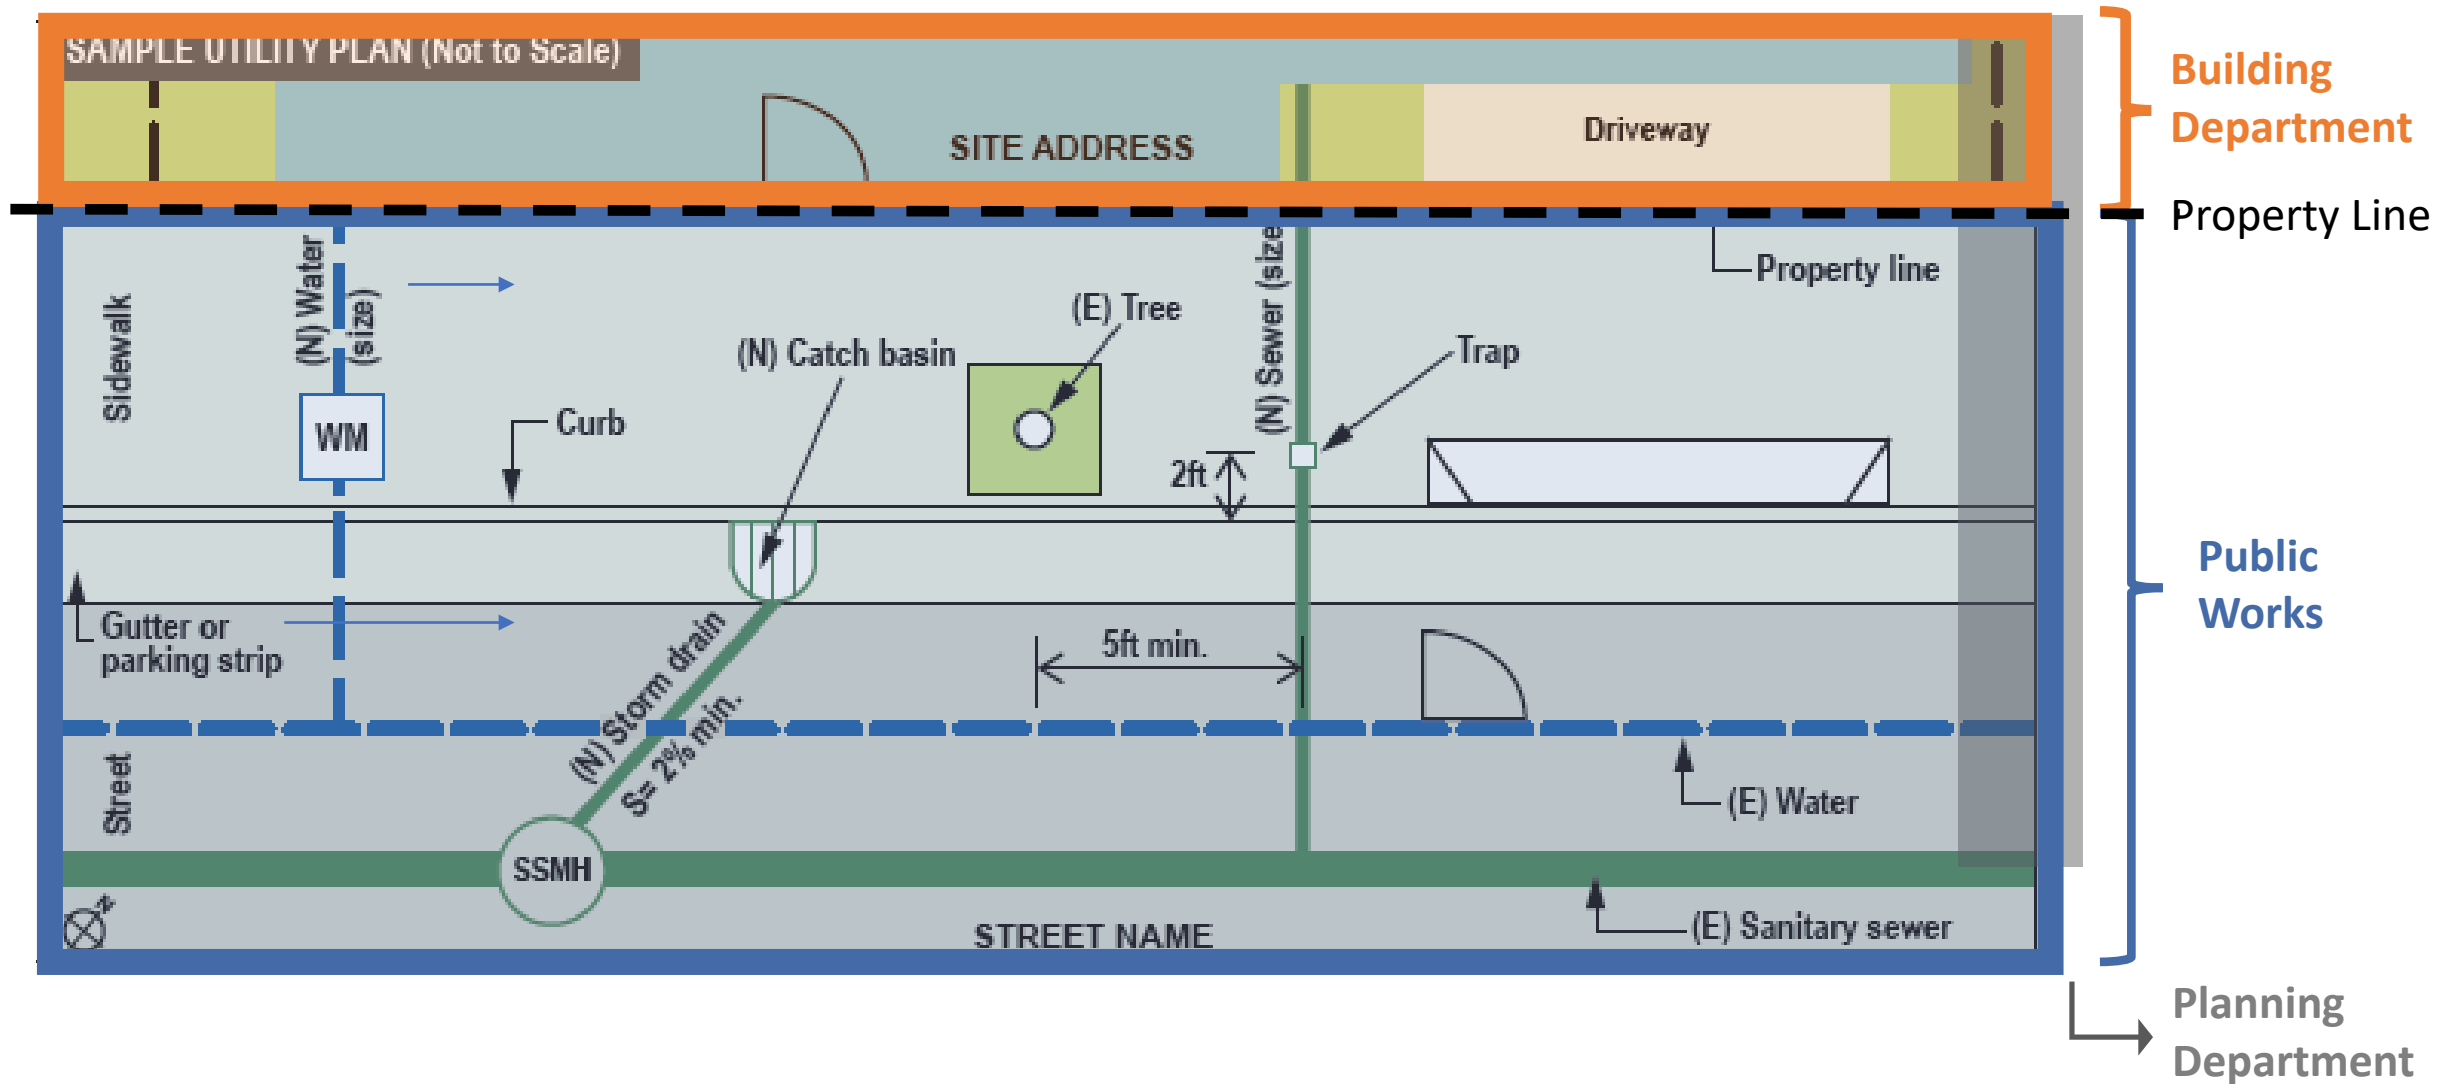 SAMPLE UTILITY PLAN (Not to Scale)
Building
Department
SITE ADDRESS
Driveway
Property Line
Property line
Sidewalk
(N) Water
(size)
(E) Tree
(N) Catch basin
(N) Sewer (size
Trap
Curb
WM
2ft
Public
Works
Gutter or
parking strip
5ft min.
(N) Storm drain
S= 2% min.
Street
(E) Water
SSMH
N
(E) Sanitary sewer
STREET NAME
Planning
Department